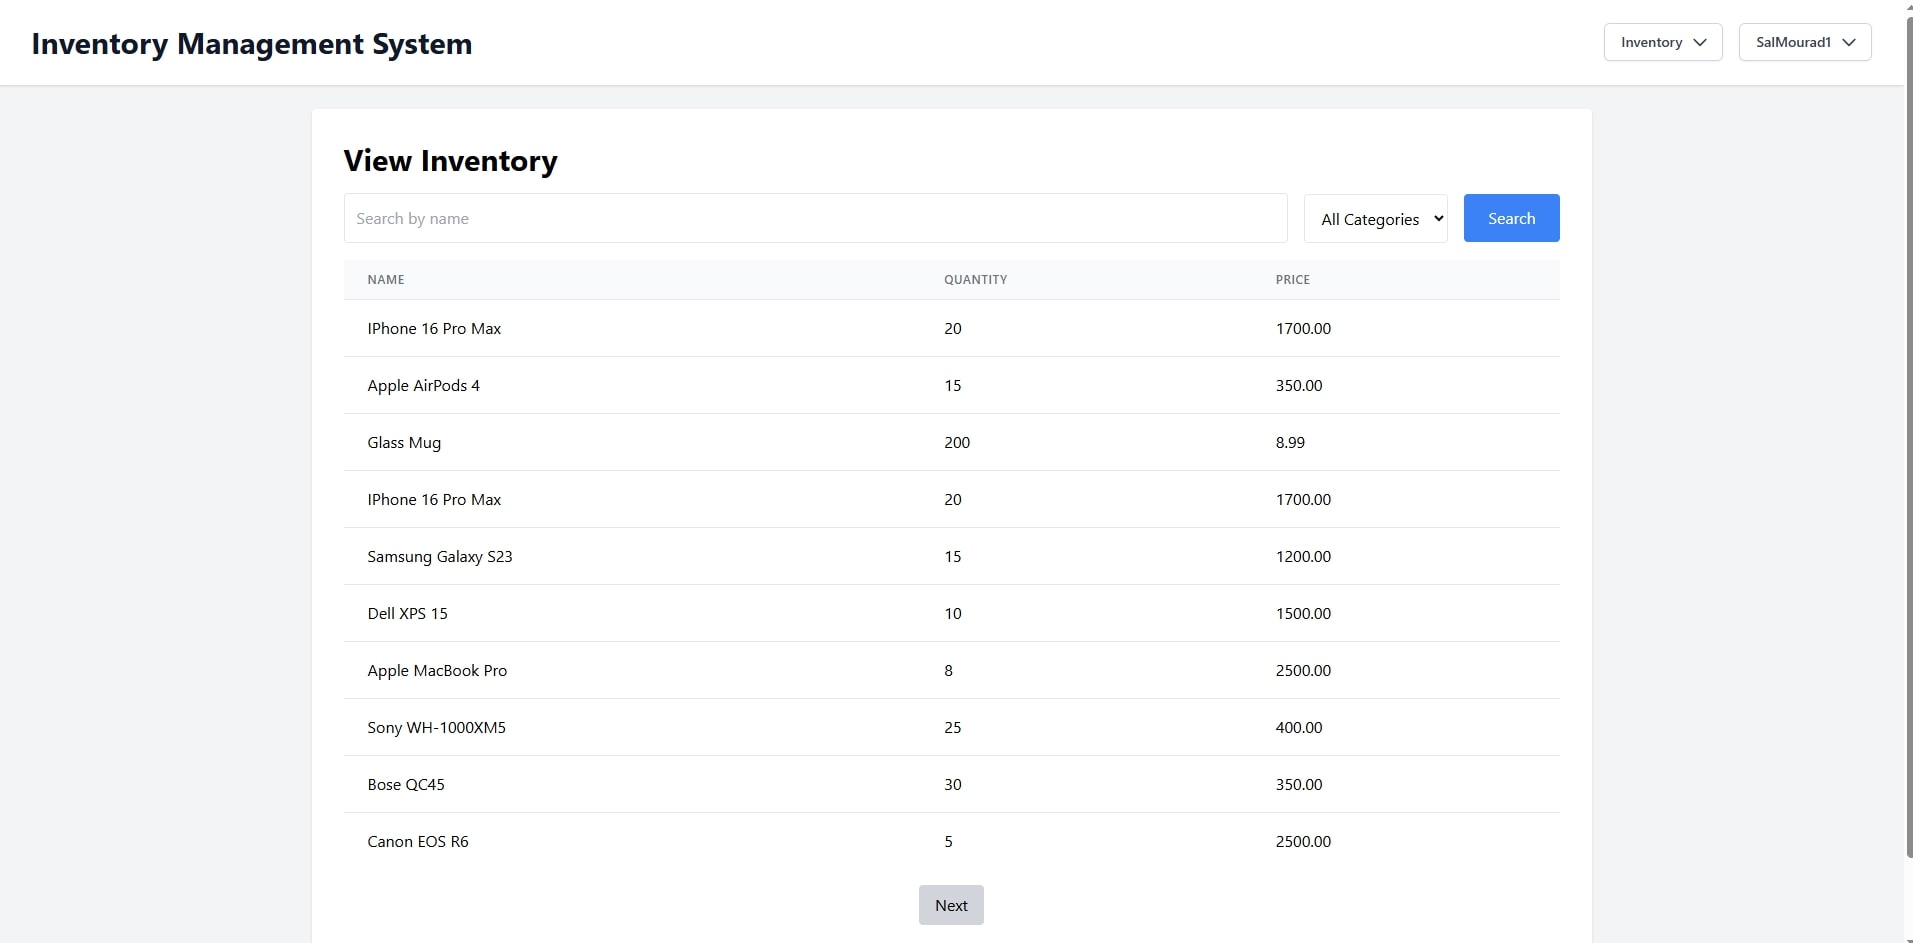 Inventory Management System
Inventory
SalMourad1
View Inventory
Search by name
All Categories
Search
NAME QUANTITY PRICE
IPhone 16 Pro Max 20 1700.00
Apple AirPods 4 15 350.00
Glass Mug 200 8.99
IPhone 16 Pro Max 20 1700.00
Samsung Galaxy S23 15 1200.00
Dell XPS 15 10 1500.00
Apple MacBook Pro 8 2500.00
Sony WH-1000XM5 25 400.00
Bose QC45 30 350.00
Canon EOS R6 5 2500.00
Next